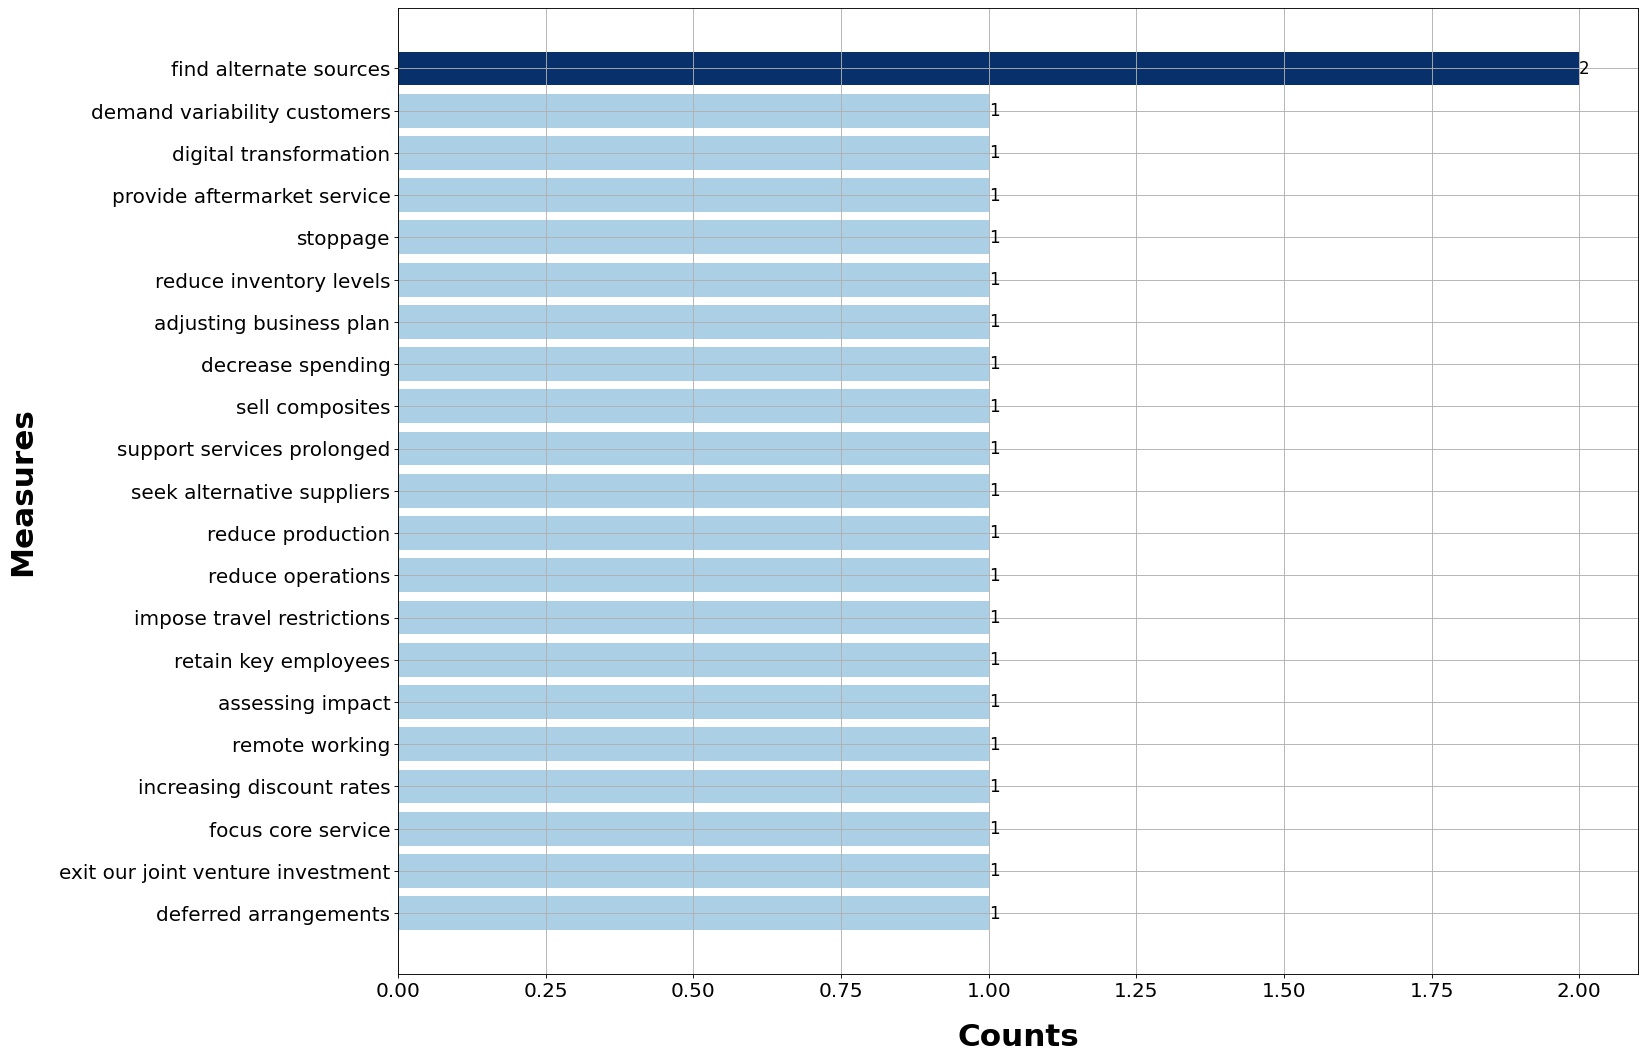 find alternate sources 2
demand variability customers 1
digital transformation 1
provide aftermarket service 1
stoppage 1
reduce inventory levels 1
adjusting business plan 1
decrease spending 1
sell composites 1
support services prolonged 1
seek alternative suppliers 1
reduce production 1
reduce operations 1
impose travel restrictions 1
retain key employees 1
assessing impact 1
remote working 1
increasing discount rates 1
focus core service 1
exit our joint venture investment 1
deferred arrangements 1
Measures
0.00 0.25 0.50 0.75 1.00 1.25 1.50 1.75 2.00
Counts